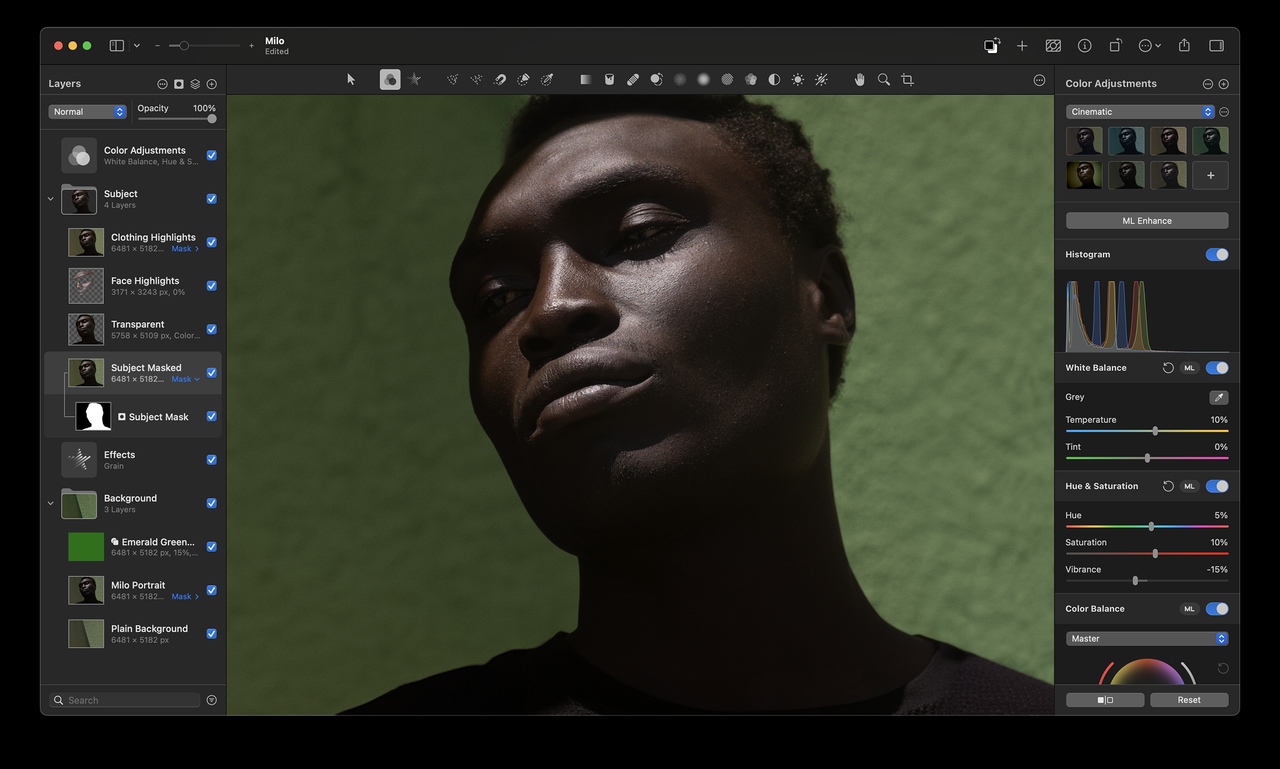 Milo
Edited
Layers
Normal
Opacity 100%
Color Adjustments
White Balance, Hue & S...
Subject
4 Layers
Clothing Highlights
6481 × 5182... Mask
Face Highlights
3171 × 3243 px, 0%
Transparent
5758 × 5109 px, Color...
Subject Masked
6481 × 5182... Mask
Subject Mask
Effects
Grain
Background
3 Layers
Emerald Green...
6481 × 5182 px, 15%,...
Milo Portrait
6481 × 5182... Mask
Plain Background
6481 × 5182 px
Search
Color Adjustments
Cinematic
ML Enhance
Histogram
White Balance ML
Grey
Temperature 10%
Tint 0%
Hue & Saturation ML
Hue 5%
Saturation 10%
Vibrance -15%
Color Balance ML
Master
Reset